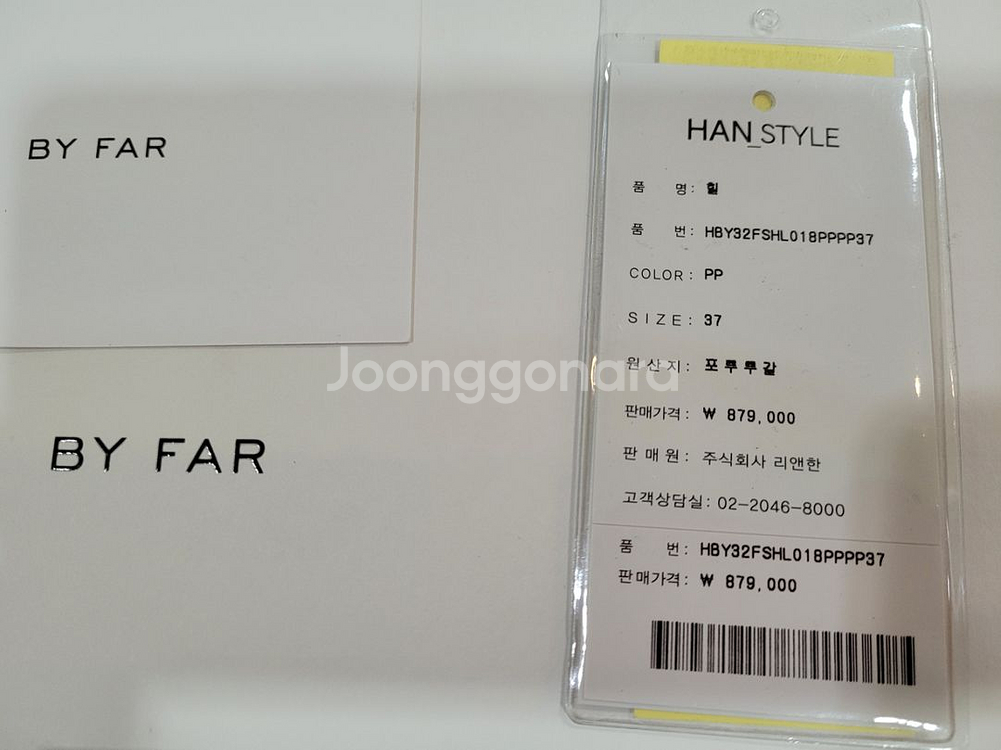 BY FAR
BY FAR
HAN_STYLE
품 명: 힐
품 번: HBY32FSHL018PPPP37
COLOR: PP
SIZE: 37
원산지: 포루투갈
판매가격: ₩ 879,000
판매원: 주식회사 리앤한
고객상담실: 02-2046-8000
품 번: HBY32FSHL018PPPP37
판매가격: ₩ 879,000
Joonggonara